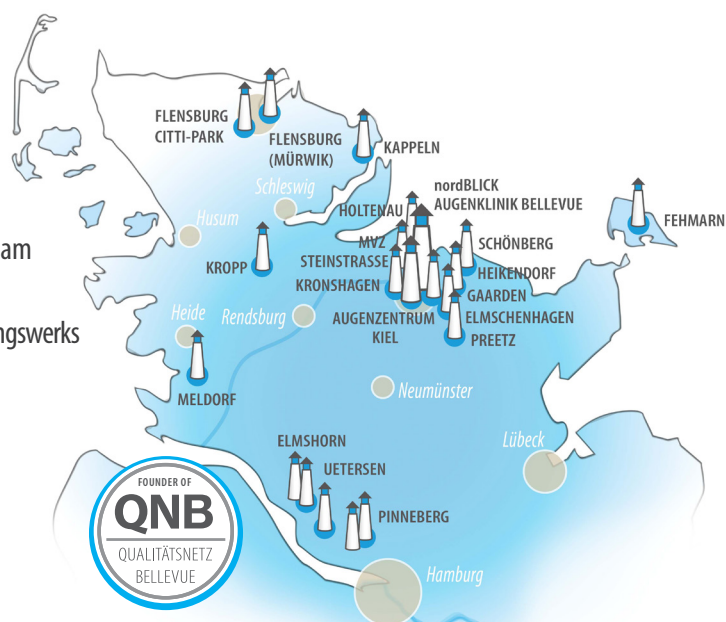 FLENSBURG
CITTI-PARK
FLENSBURG
(MÜRWIK)
KAPPELN
Schleswig
nordBLICK
AUGENKLINIK BELLEVUE
HOLTENAU
FEHMARN
Husum
am
MVZ
STEINSTRASSE
SCHÖNBERG
KROPP
HEIKENDORF
KRONSHAGEN
GAARDEN
Heide
Rendsburg
AUGENZENTRUM
KIEL
ELMSCHENHAGEN
PREETZ
ngswerks
MELDORF
Neumünster
ELMSHORN
Lübeck
UETERSEN
FOUNDER OF
QNB
QUALITÄTSNETZ
BELLEVUE
PINNEBERG
Hamburg